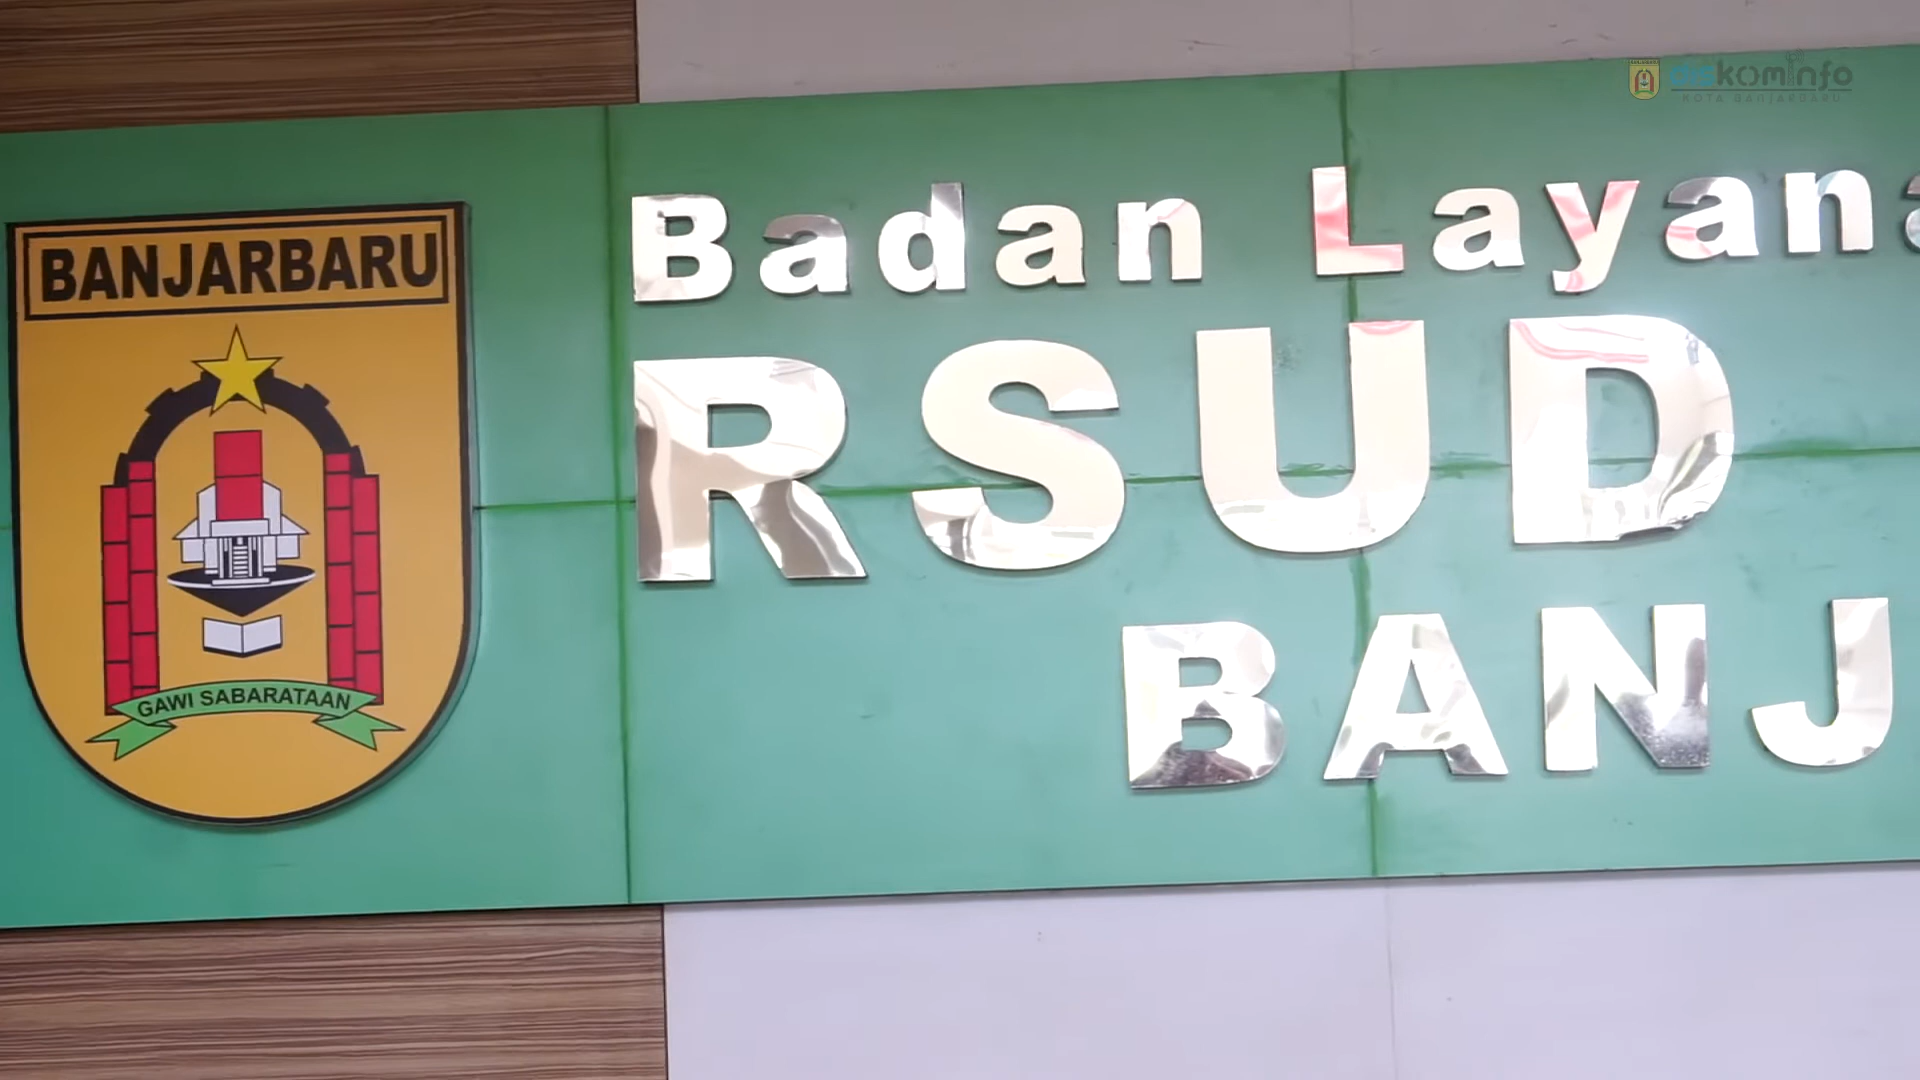 diskominfo
KOTA BANJARBARU
BANJARBARU
GAWI SABARATAAN
Badan Layana
RSUD
BANJ